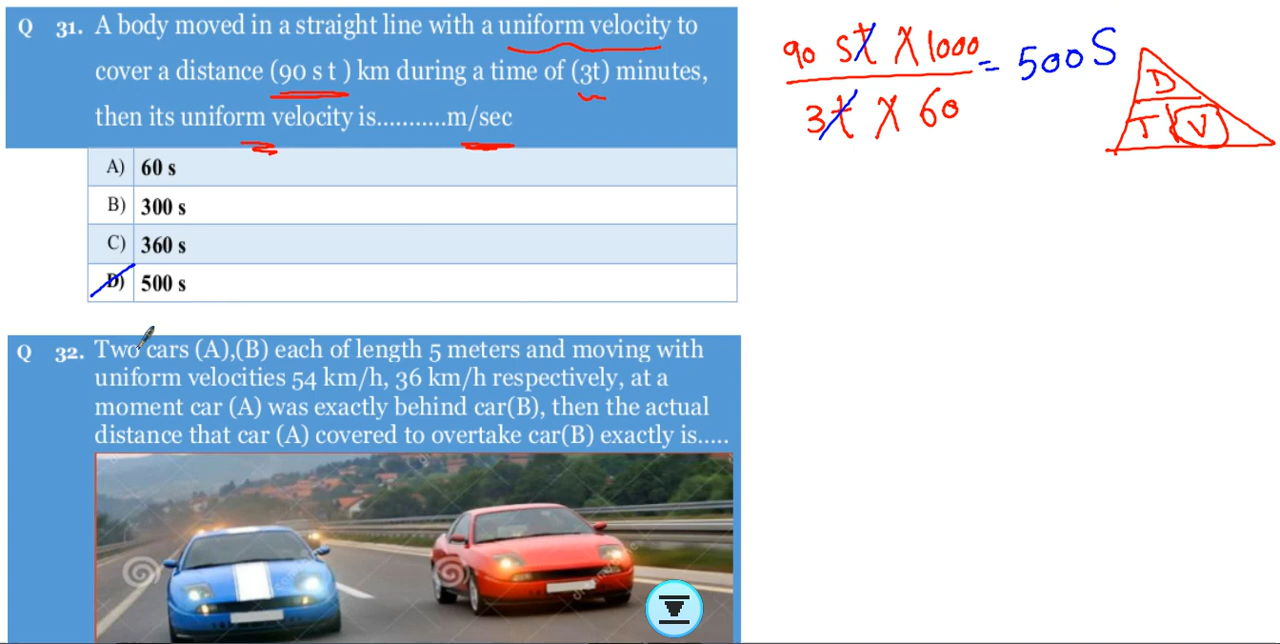 Q 31. A body moved in a straight line with a uniform velocity to
cover a distance (90 s t ) km during a time of (3t) minutes,
then its uniform velocity is...........m/sec
A) 60 s
B) 300 s
C) 360 s
D) 500 s
90 st X 1000
3t X 60
= 500 S
D
T V
Q 32. Two cars (A),(B) each of length 5 meters and moving with
uniform velocities 54 km/h, 36 km/h respectively, at a
moment car (A) was exactly behind car(B), then the actual
distance that car (A) covered to overtake car(B) exactly is.....